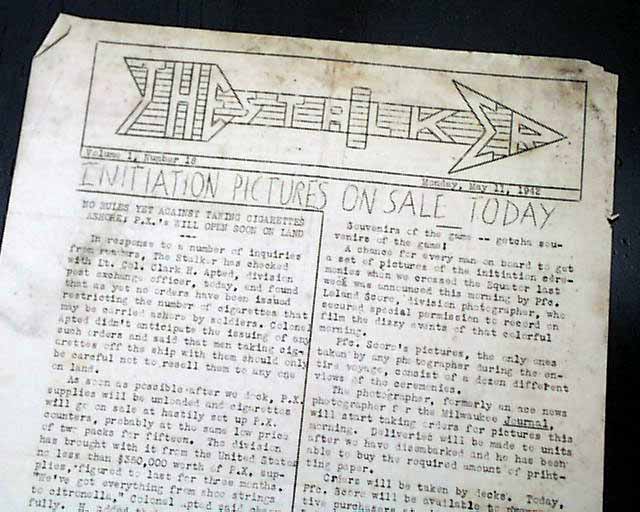 THE STALKER
Volume 1, Number 18
Monday, May 11, 1942
INITIATION PICTURES ON SALE TODAY
NO RULES YET AGAINST TAKING CIGARETTES
ASHORE; P.X.'s WILL OPEN SOON ON LAND
In response to a number of inquiries
from readers, The Stalker has checked
with Lt. Col. Clark H. Apted, division
post exchange officer, today, and found
that as yet no orders have been issued
restricting the number of cigarettes that
may be carried ashore by soldiers. Colonel
Apted didn't anticipate the issuing of any
such orders and said that men taking cig-
arettes off the ship with them should only
be careful not to resell them to any one
on land.
As soon as possible after we dock, P.X.
supplies will be unloaded and cigarettes
will go on sale at hastily set up P.X.
counters, probably at the same low price
of two packs for fifteen. The division
has brought with it from the United States
no less than $350,000 worth of P.X. sup-
plies, figured to last for three months.
"We've got everything from shoe strings
to citronella," Colonel Apted said cheer-
fully. H added that
Souvenirs of the game -- getcha sou-
venirs of the game!
A chance for every man on board to get
a set of pictures of the initiation cere-
monies when we crossed the Equator last
week was announced this morning by Pfc.
Leland Score, division photographer, who
secured special permission to record on
film the dizzy events of that colorful
morning.
Pfc. Score's pictures, the only ones
taken by any photographer during the en-
tire voyage, consist of a dozen different
views of the ceremonies.
The photographer, formerly an ace news
photographer f r the Milwaukee Journal,
will start taking orders for pictures this
morning. Deliveries will be made to units
after we have disembarked and he has been
able to buy the required amount of print-
ing paper.
Orders will be taken by decks. Today,
Pfc. Score will be available to
tive purchasers